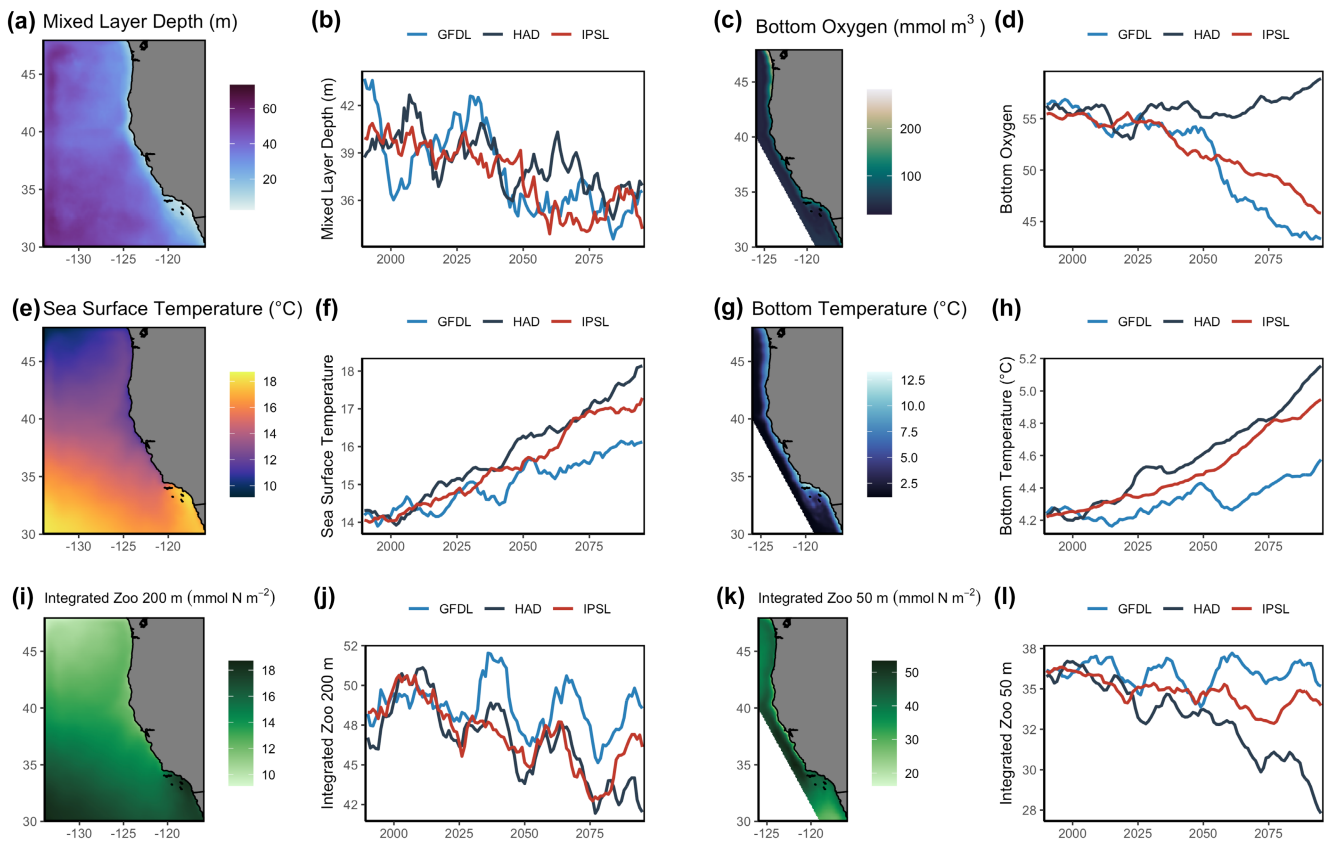 (a) Mixed Layer Depth (m)
45
40
35
30
-130 -125 -120
60
40
20
(b)
GFDL HAD IPSL
Mixed Layer Depth (m)
42
39
36
2000 2025 2050 2075
(c) Bottom Oxygen (mmol m³)
45
40
35
30
-125 -120
200
100
(d)
GFDL HAD IPSL
Bottom Oxygen
55
50
45
2000 2025 2050 2075
(e) Sea Surface Temperature (°C)
45
40
35
30
-130 -125 -120
18
16
14
12
10
(f)
GFDL HAD IPSL
Sea Surface Temperature
18
17
16
15
14
2000 2025 2050 2075
(g) Bottom Temperature (°C)
45
40
35
30
-125 -120
12.5
10.0
7.5
5.0
2.5
(h)
GFDL HAD IPSL
Bottom Temperature (°C)
5.2
5.0
4.8
4.6
4.4
4.2
2000 2025 2050 2075
(i) Integrated Zoo 200 m (mmol N m⁻²)
45
40
35
30
-130 -125 -120
18
16
14
12
10
(j)
GFDL HAD IPSL
Integrated Zoo 200 m
52
50
48
45
42
2000 2025 2050 2075
(k) Integrated Zoo 50 m (mmol N m⁻²)
45
40
35
30
-125 -120
50
40
30
20
(l)
GFDL HAD IPSL
Integrated Zoo 50 m
38
35
32
30
28
2000 2025 2050 2075